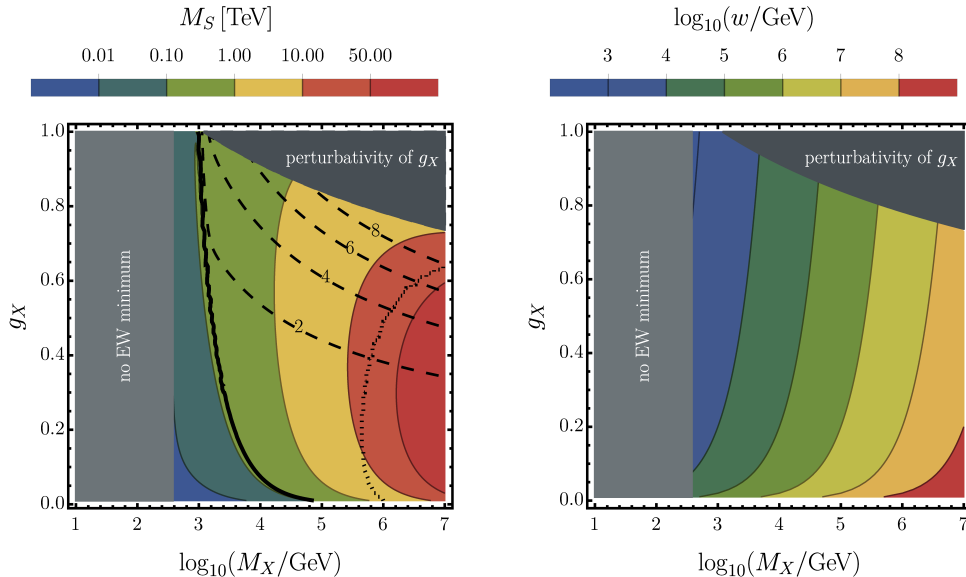 M_S [TeV]
0.01 0.10 1.00 10.00 50.00
1.0
0.8
0.6
0.4
0.2
0.0
g_X
no EW minimum
perturbativity of g_X
8
6
4
2
1 2 3 4 5 6 7
log₁₀(M_X/GeV)
log₁₀(w/GeV)
3 4 5 6 7 8
1.0
0.8
0.6
0.4
0.2
0.0
g_X
no EW minimum
perturbativity of g_X
1 2 3 4 5 6 7
log₁₀(M_X/GeV)